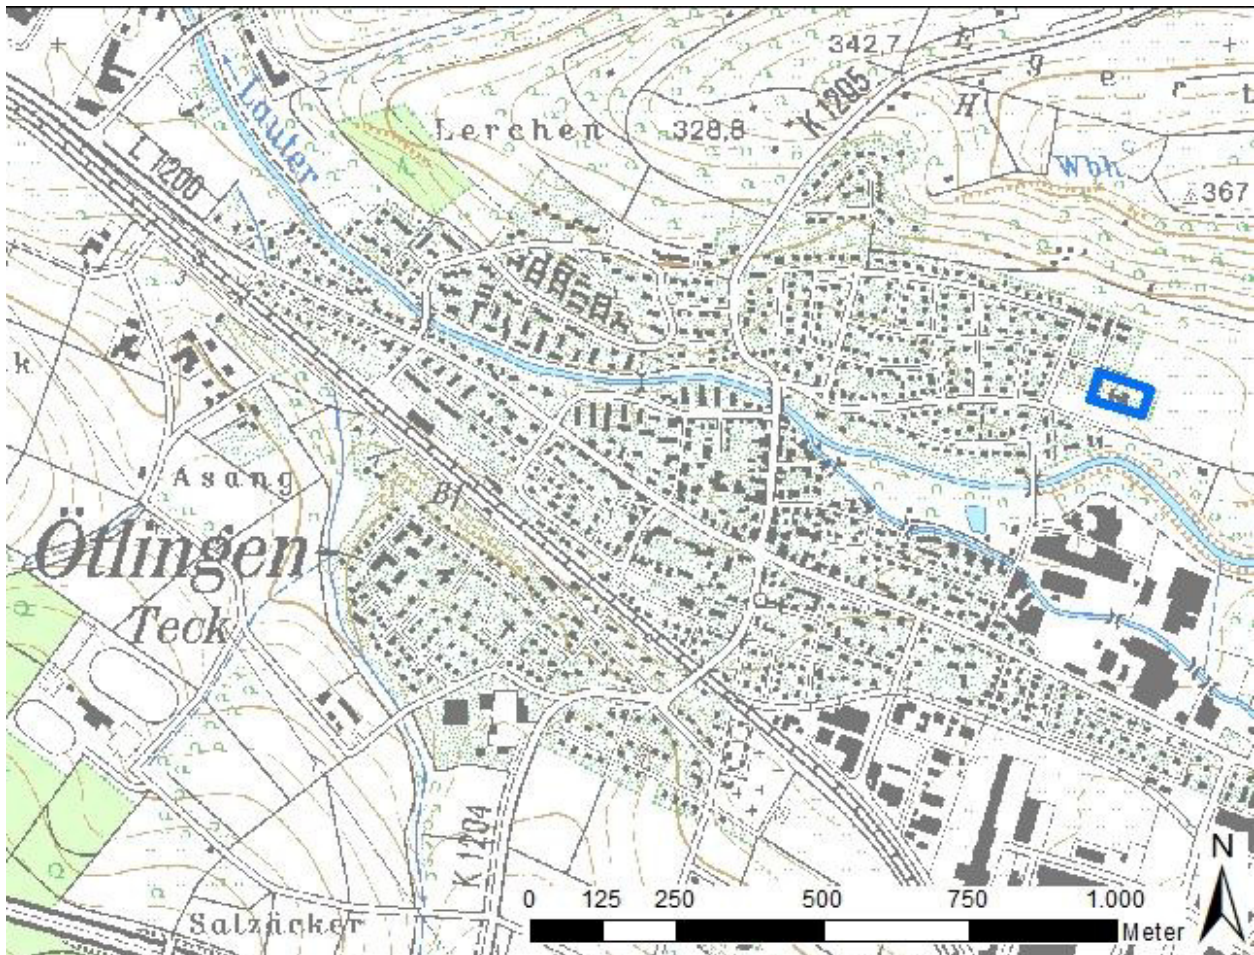 342,7
E g e r t
H
K 1205
Lerchen
328,8
Lauter
L 1200
Wbh
367
k
Bf
Asang
Ötlingen-
Teck
K 1204
Salzäcker
N
0 125 250 500 750 1.000
Meter